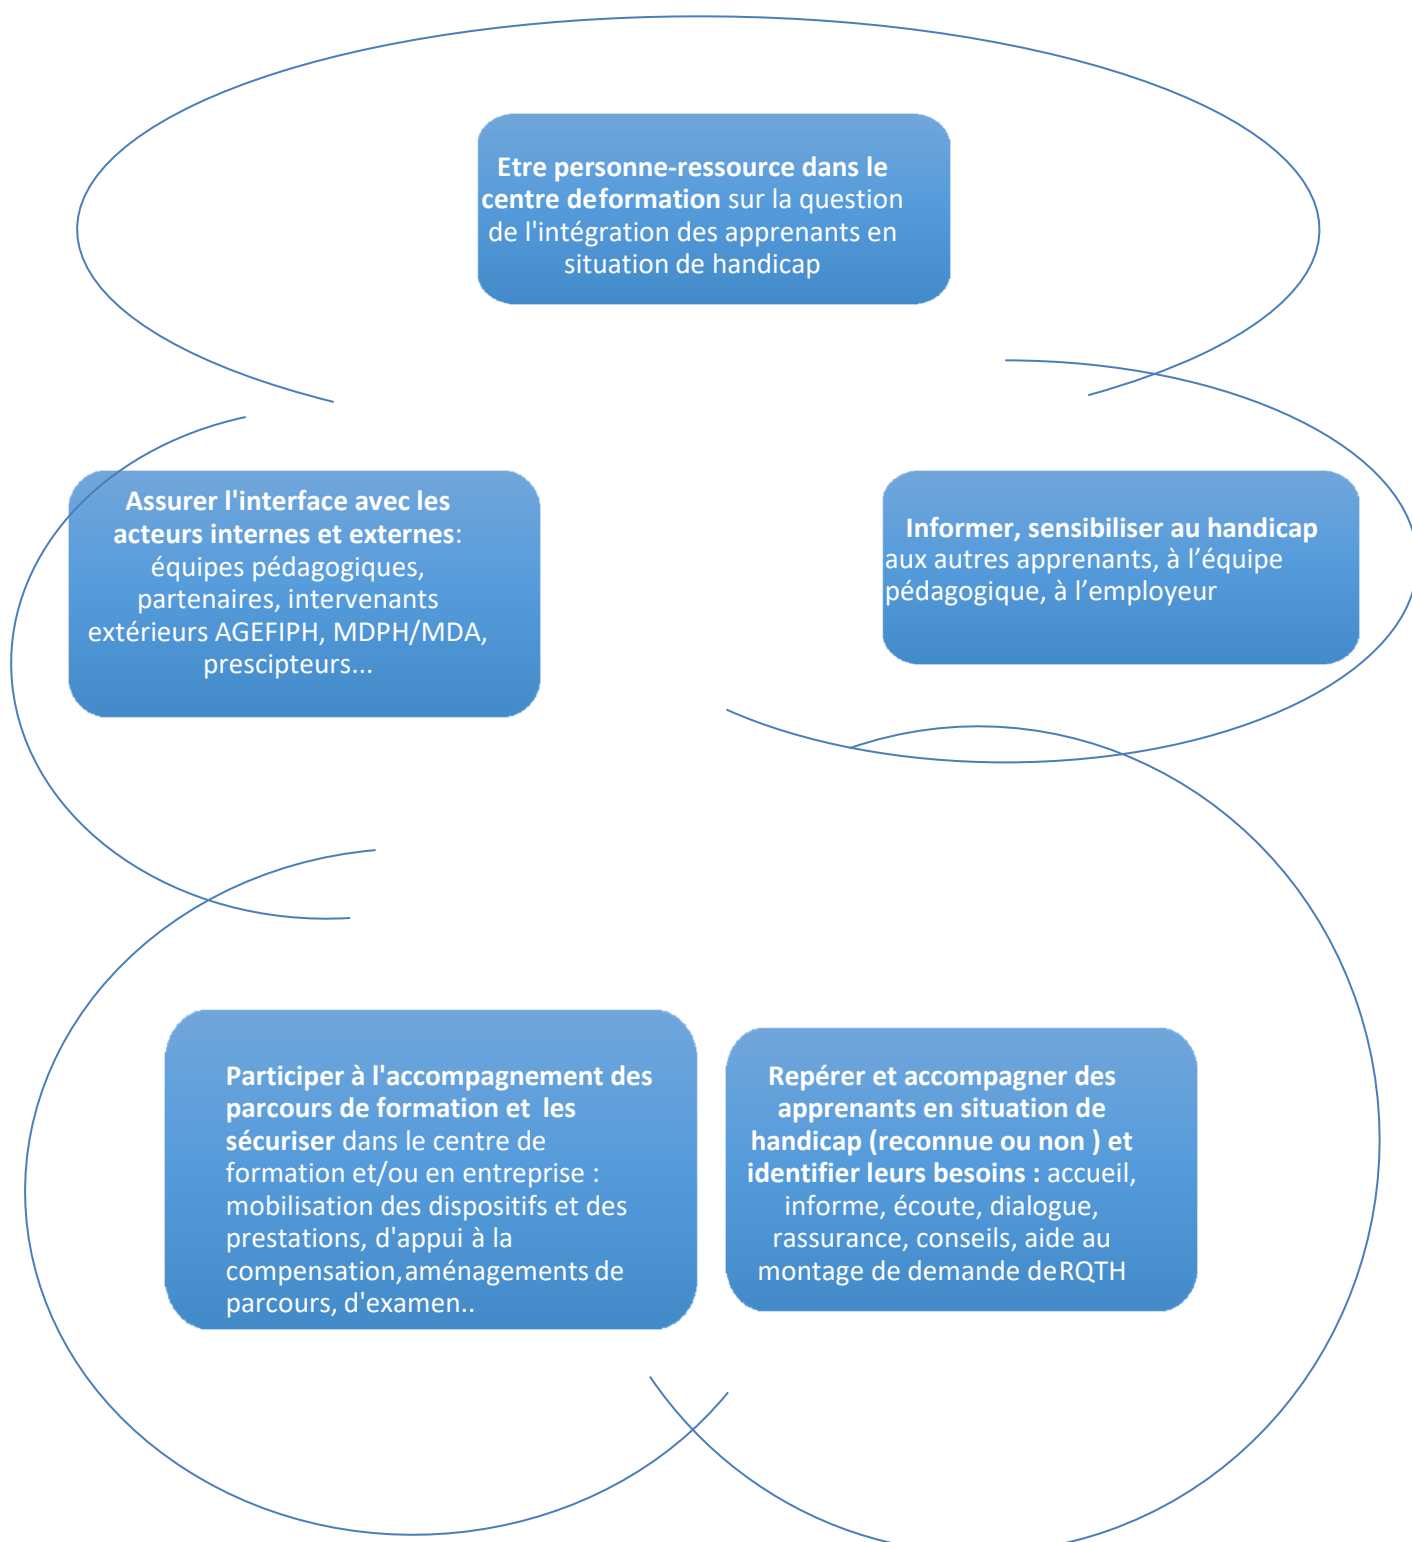 Etre personne-ressource dans le
centre deformation sur la question
de l'intégration des apprenants en
situation de handicap
Assurer l'interface avec les
acteurs internes et externes:
équipes pédagogiques,
partenaires, intervenants
extérieurs AGEFIPH, MDPH/MDA,
prescipteurs...
Informer, sensibiliser au handicap
aux autres apprenants, à l’équipe
pédagogique, à l’employeur
Participer à l'accompagnement des
parcours de formation et les
sécuriser dans le centre de
formation et/ou en entreprise :
mobilisation des dispositifs et des
prestations, d'appui à la
compensation,aménagements de
parcours, d'examen..
Repérer et accompagner des
apprenants en situation de
handicap (reconnue ou non ) et
identifier leurs besoins : accueil,
informe, écoute, dialogue,
rassurance, conseils, aide au
montage de demande deRQTH